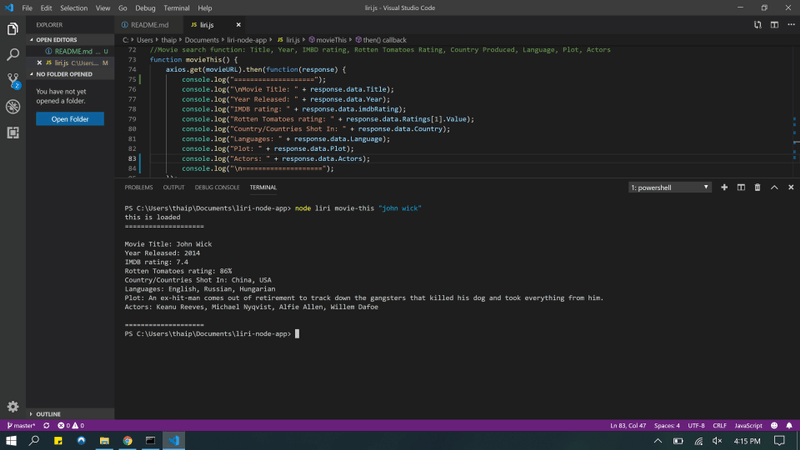 File Edit Selection View Go Debug Terminal Help
liri.js - Visual Studio Code
EXPLORER
OPEN EDITORS
README.md ... U
liri.js C:\Users... M
NO FOLDER OPENED
You have not yet
opened a folder.
Open Folder
OUTLINE
2
README.md
liri.js
C: > Users > thaip > Documents > liri-node-app > liri.js > movieThis > then() callback
72 //Movie search function: Title, Year, IMBD rating, Rotten Tomatoes Rating, Country Produced, Language, Plot, Actors
73 function movieThis() {
74 axios.get(movieURL).then(function(response) {
75 console.log("====================");
76 console.log("\nMovie Title: " + response.data.Title);
77 console.log("Year Released: " + response.data.Year);
78 console.log("IMDB rating: " + response.data.imdbRating);
79 console.log("Rotten Tomatoes rating: " + response.data.Ratings[1].Value);
80 console.log("Country/Countries Shot In: " + response.data.Country);
81 console.log("Languages: " + response.data.Language);
82 console.log("Plot: " + response.data.Plot);
83 console.log("Actors: " + response.data.Actors);
84 console.log("\n====================");
PROBLEMS OUTPUT DEBUG CONSOLE TERMINAL
1: powershell
PS C:\Users\thaip\Documents\liri-node-app> node liri movie-this "john wick"
this is loaded
====================
Movie Title: John Wick
Year Released: 2014
IMDB rating: 7.4
Rotten Tomatoes rating: 86%
Country/Countries Shot In: China, USA
Languages: English, Russian, Hungarian
Plot: An ex-hit-man comes out of retirement to track down the gangsters that killed his dog and took everything from him.
Actors: Keanu Reeves, Michael Nyqvist, Alfie Allen, Willem Dafoe
====================
PS C:\Users\thaip\Documents\liri-node-app>
master* 0 0
Ln 83, Col 47 Spaces: 4 UTF-8 CRLF JavaScript
4:15 PM